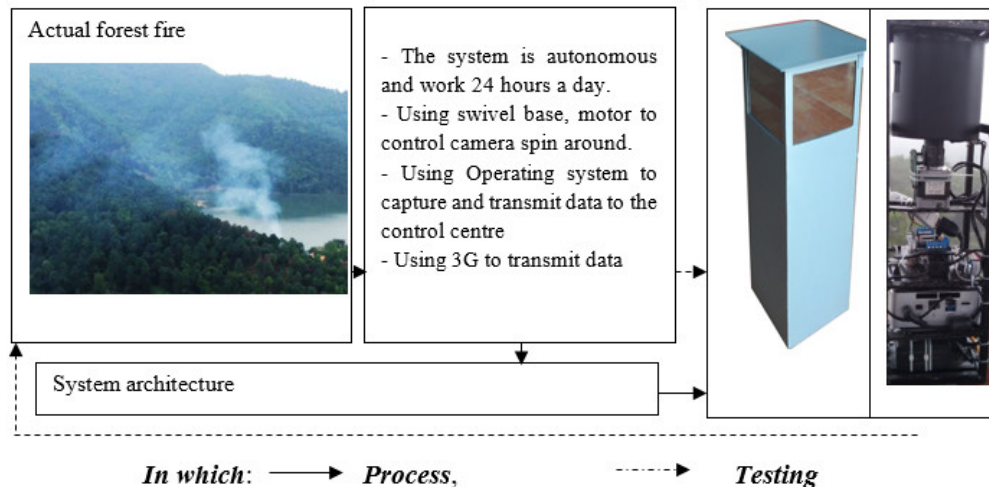 Actual forest fire
- The system is autonomous
and work 24 hours a day.
- Using swivel base, motor to
control camera spin around.
- Using Operating system to
capture and transmit data to the
control centre
- Using 3G to transmit data
System architecture
In which: Process, Testing